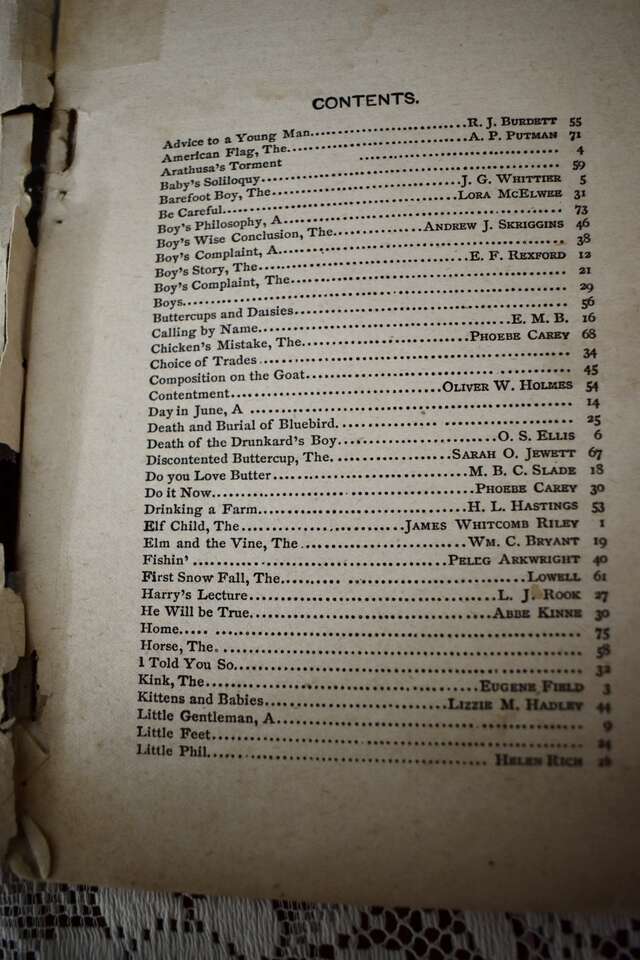 CONTENTS.
Advice to a Young Man....................R. J. BURDETT 55
American Flag, The....................A. P. PUTMAN 71
Arathusa's Torment .................... 4
Baby's Soliloquy.................... 59
Barefoot Boy, The....................J. G. WHITTIER 5
Be Careful....................LORA MCELWEE 31
Boy's Philosophy, A.................... 73
Boy's Wise Conclusion, The....................ANDREW J. SKRIGGINS 46
Boy's Complaint, A.................... 38
Boy's Story, The....................E. F. REXFORD 12
Boy's Complaint, The.................... 21
Boys.................... 29
Buttercups and Daisies.................... 56
Calling by Name....................E. M. B. 16
Chicken's Mistake, The....................PHOEBE CAREY 68
Choice of Trades .................... 34
Composition on the Goat.................... 45
Contentment....................OLIVER W. HOLMES 54
Day in June, A .................... 14
Death and Burial of Bluebird..................... 25
Death of the Drunkard's Boy....................O. S. ELLIS 6
Discontented Buttercup, The.....................SARAH O. JEWETT 67
Do you Love Butter....................M. B. C. SLADE 18
Do it Now....................PHOEBE CAREY 30
Drinking a Farm....................H. L. HASTINGS 53
Elf Child, The....................JAMES WHITCOMB RILEY 1
Elm and the Vine, The....................WM. C. BRYANT 19
Fishin' ....................PELEG ARKWRIGHT 40
First Snow Fall, The....................LOWELL 61
Harry's Lecture....................L. J. ROOK 27
He Will be True....................ABBE KINNE 30
Home.................... 75
Horse, The..................... 58
I Told You So.................... 32
Kink, The....................EUGENE FIELD 3
Kittens and Babies....................LIZZIE M. HADLEY 44
Little Gentleman, A.................... 9
Little Feet.................... 24
Little Phil.................... HELEN RICH 26